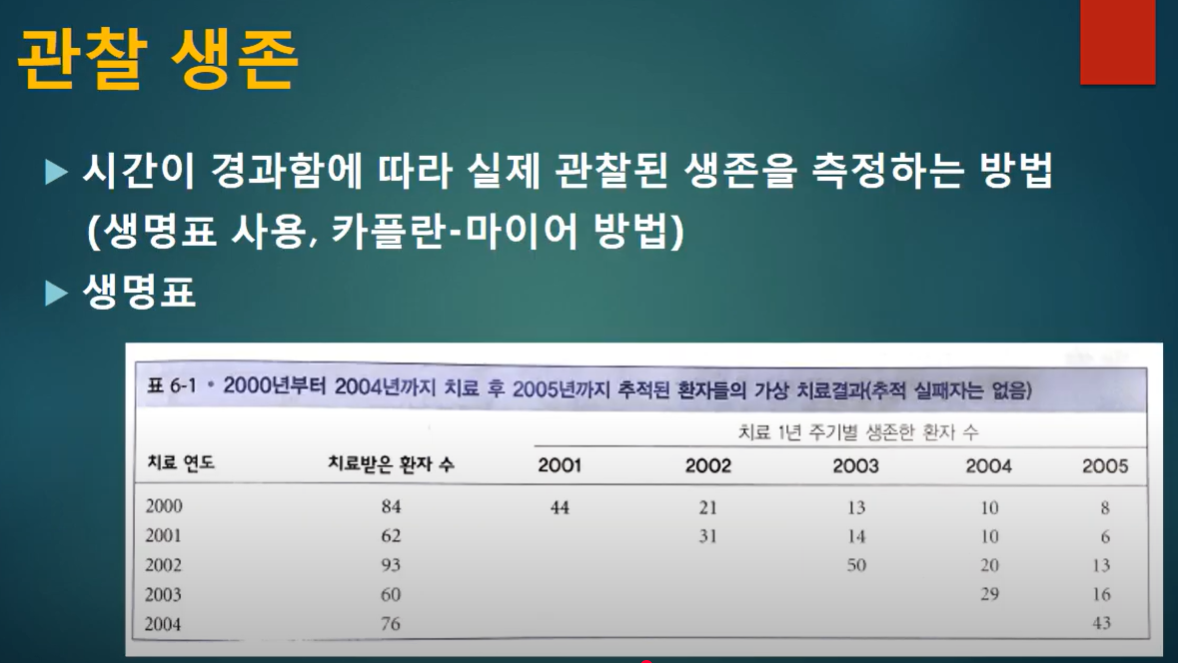 관찰 생존
▶ 시간이 경과함에 따라 실제 관찰된 생존을 측정하는 방법
(생명표 사용, 카플란-마이어 방법)
▶ 생명표
표 6-1 • 2000년부터 2004년까지 치료 후 2005년까지 추적된 환자들의 가상 치료결과(추적 실패자는 없음)
치료 1년 주기별 생존한 환자 수
치료 연도 치료받은 환자 수 2001 2002 2003 2004 2005
2000 84 44 21 13 10 8
2001 62 31 14 10 6
2002 93 50 20 13
2003 60 29 16
2004 76 43